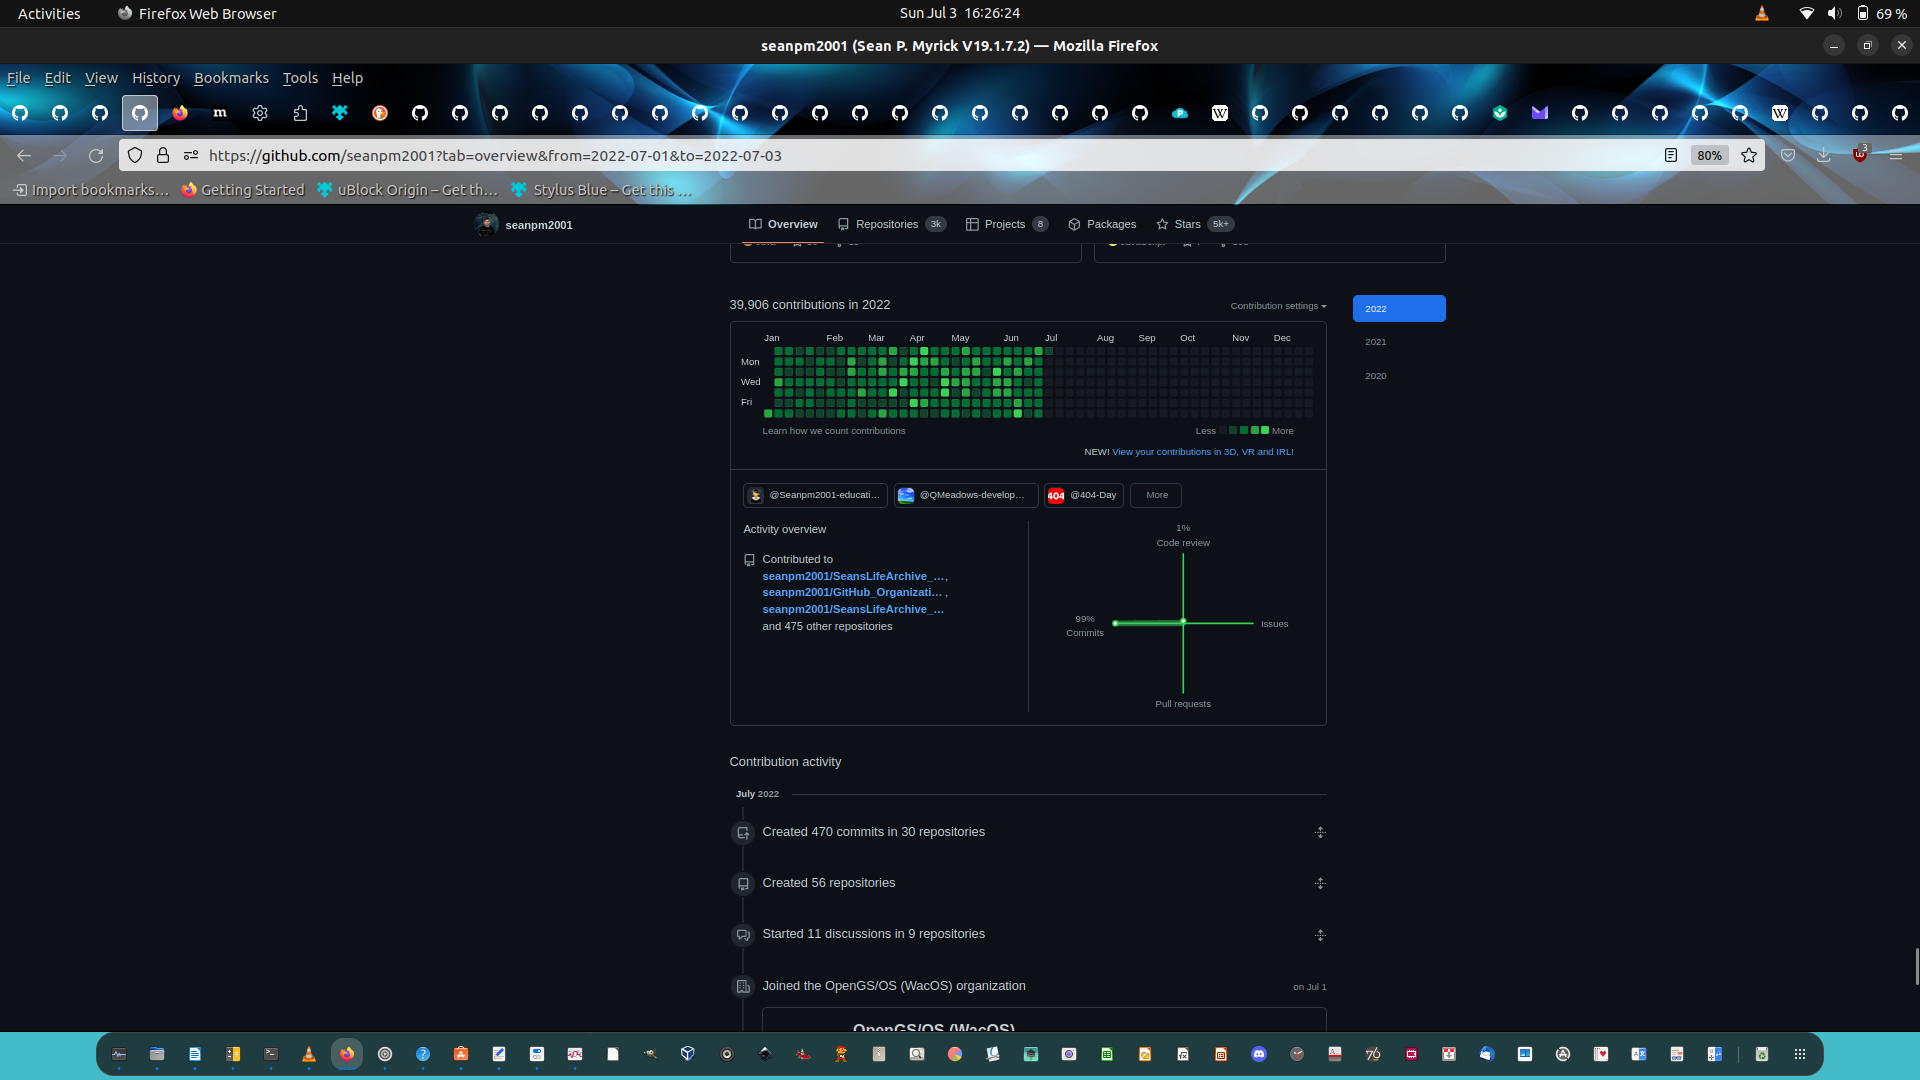 Activities
Firefox Web Browser
Sun Jul 3 16:26:24
69 %
seanpm2001 (Sean P. Myrick V19.1.7.2) — Mozilla Firefox
File Edit View History Bookmarks Tools Help
https://github.com/seanpm2001?tab=overview&from=2022-07-01&to=2022-07-03
80%
3
Import bookmarks…
Getting Started
uBlock Origin – Get th…
Stylus Blue – Get this …
seanpm2001
Overview
Repositories 3k
Projects 8
Packages
Stars 5k+
39,906 contributions in 2022
Contribution settings
2022
2021
2020
Jan Feb Mar Apr May Jun Jul Aug Sep Oct Nov Dec
Mon
Wed
Fri
Learn how we count contributions
Less More
NEW! View your contributions in 3D, VR and IRL!
@Seanpm2001-educati…
@QMeadows-develop…
404 @404-Day
More
Activity overview
Contributed to
seanpm2001/SeansLifeArchive_…,
seanpm2001/GitHub_Organizati… ,
seanpm2001/SeansLifeArchive_…
and 475 other repositories
1%
Code review
99%
Commits
Issues
Pull requests
Contribution activity
July 2022
Created 470 commits in 30 repositories
Created 56 repositories
Started 11 discussions in 9 repositories
Joined the OpenGS/OS (WacOS) organization
on Jul 1
OpenGS/OS (WacOS)